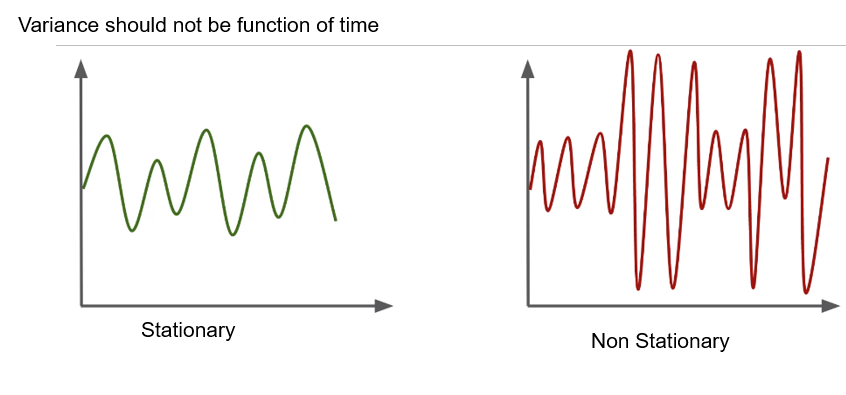 Variance should not be function of time
Stationary
Non Stationary